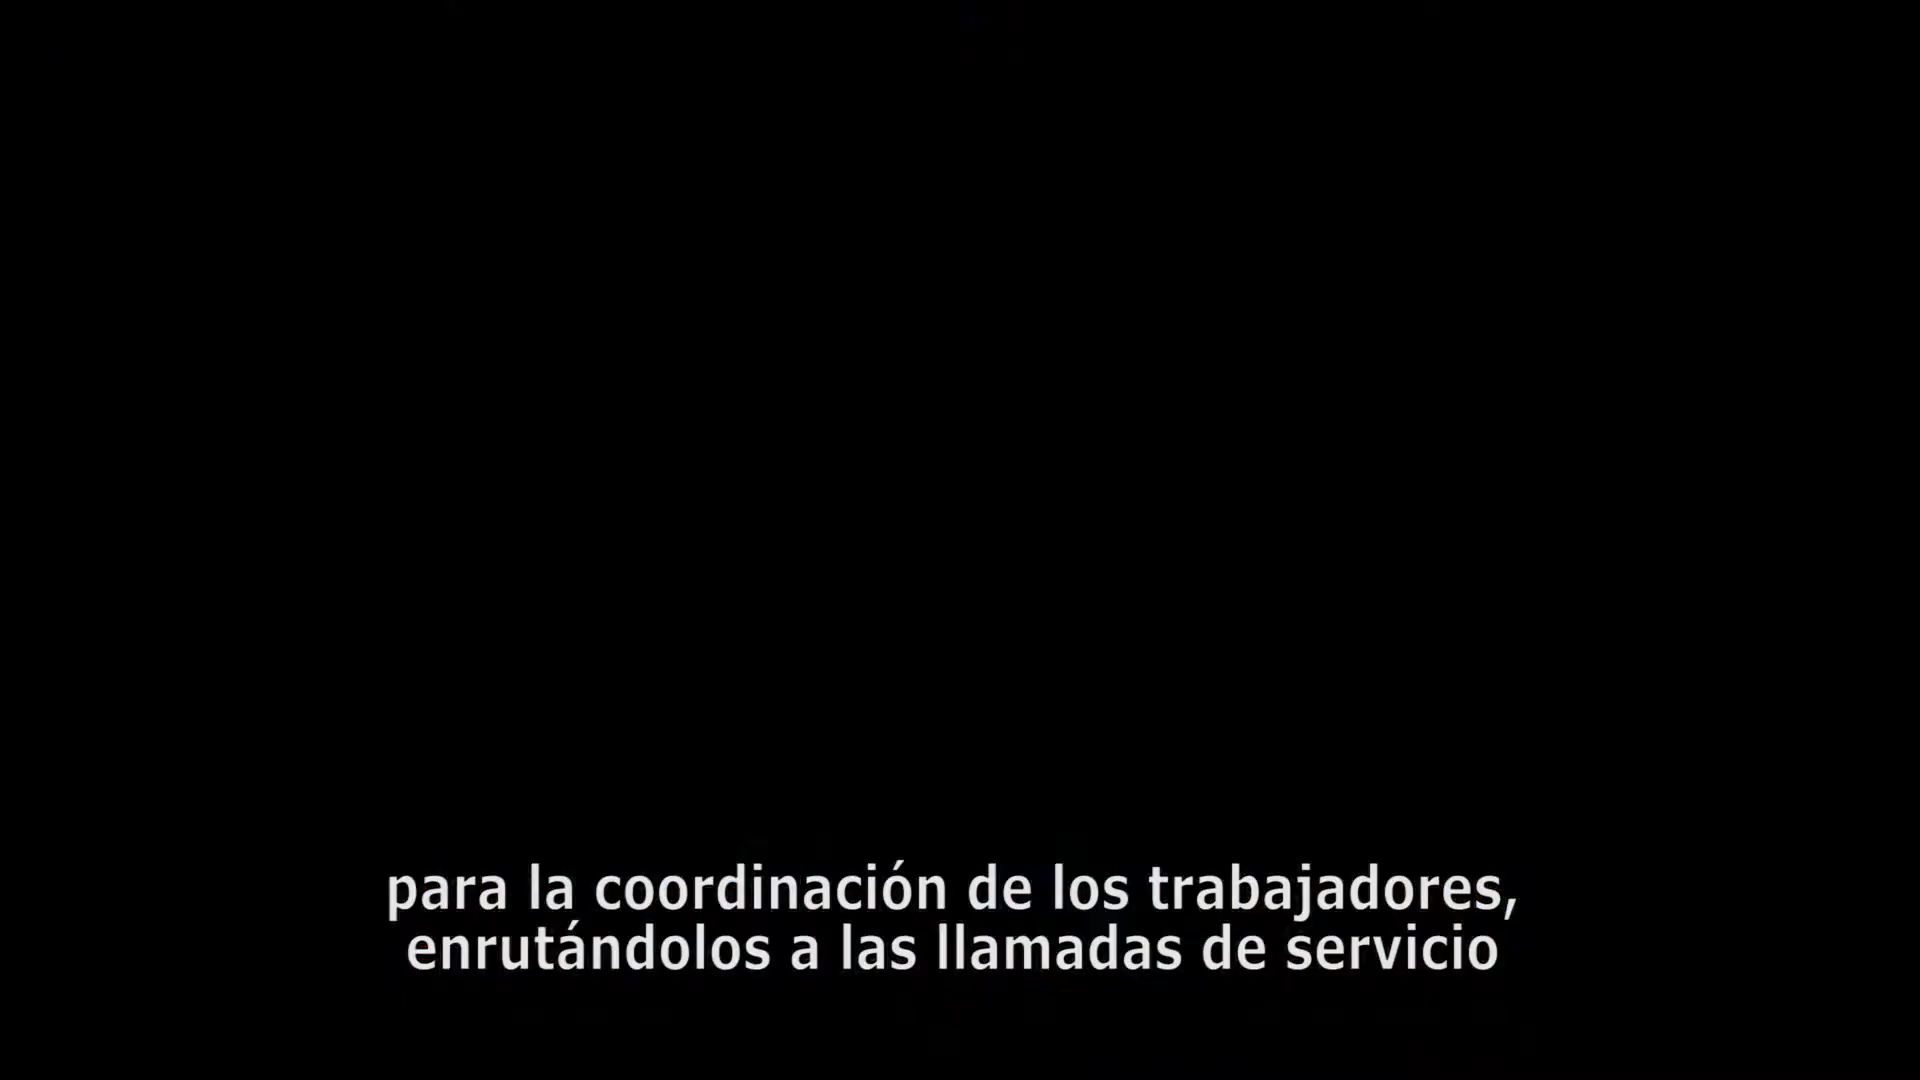 para la coordinación de los trabajadores,
enrutándolos a las llamadas de servicio